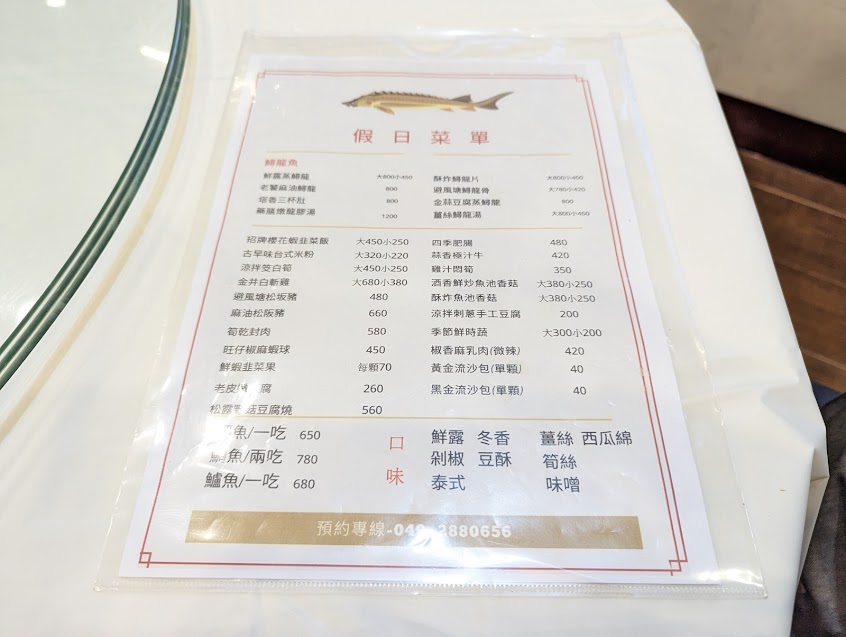 假日菜單
鱘龍魚
鮮露蒸鱘龍 大800小450
老饕麻油鱘龍 800
塔香三杯肚 800
藥膳燉龍膠湯 1200
酥炸鱘龍片 大800小450
避風塘鱘龍骨 大780小420
金蒜豆腐蒸鱘龍 800
薑絲鱘龍湯 大800小450
招牌櫻花蝦韭菜飯 大450小250
古早味台式米粉 大320小220
涼拌茭白筍 大450小250
金井白斬雞 大680小380
避風塘松坂豬 480
麻油松阪豬 660
筍乾封肉 580
旺仔椒麻蝦球 450
鮮蝦韭菜果 每顆70
老皮 腐 260
松露 菇豆腐燒 560
四季肥腸 480
蒜香極汁牛 420
雞汁悶筍 350
酒香鮮炒魚池香菇 大380小250
酥炸魚池香菇 大380小250
涼拌刺蔥手工豆腐 200
季節鮮時蔬 大300小200
椒香麻乳肉(微辣) 420
黃金流沙包(單顆) 40
黑金流沙包(單顆) 40
魚/一吃 650
魚/兩吃 780
鱸魚/一吃 680
口味
鮮露 冬香 薑絲 西瓜綿
剁椒 豆酥 筍絲
泰式 味噌
預約專線-049-2880656